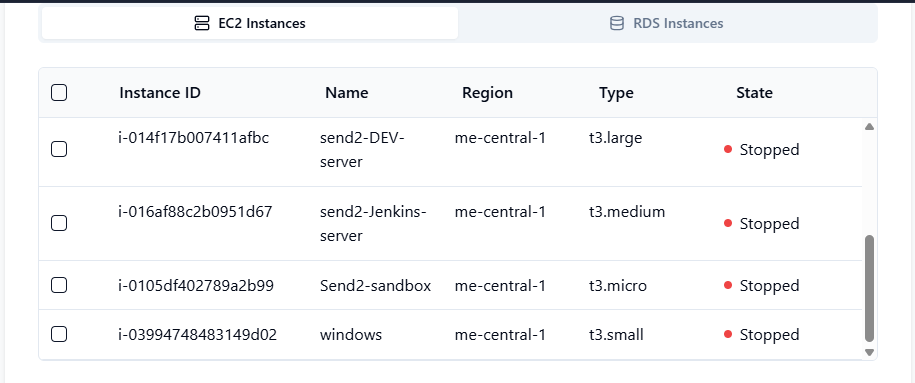 EC2 Instances RDS Instances
Instance ID Name Region Type State
i-014f17b007411afbc send2-DEV- me-central-1 t3.large Stopped
server
i-016af88c2b0951d67 send2-Jenkins- me-central-1 t3.medium Stopped
server
i-0105df402789a2b99 Send2-sandbox me-central-1 t3.micro Stopped
i-03994748483149d02 windows me-central-1 t3.small Stopped